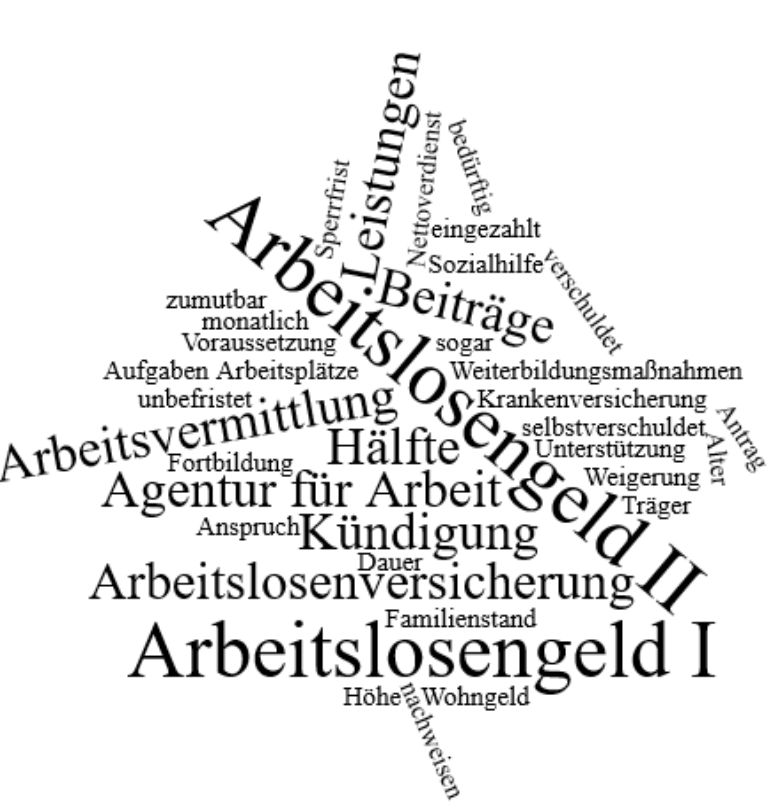 Leistungen
Nettoverdienst
bedürftig
Sperrfrist
eingezahlt
Arbeitslosengeld II
Sozialhilfe
verschuldet
Beiträge
zumutbar
monatlich
Voraussetzung
sogar
Aufgaben Arbeitsplätze
Weiterbildungsmaßnahmen
unbefristet
Krankenversicherung
Arbeitsvermittlung
selbstverschuldet
Antrag
Alter
Hälfte
Unterstützung
Fortbildung
Weigerung
Agentur für Arbeit
Träger
Anspruch
Kündigung
Dauer
Arbeitslosenversicherung
Familienstand
Arbeitslosengeld I
Höhe
Wohngeld
nachweisen